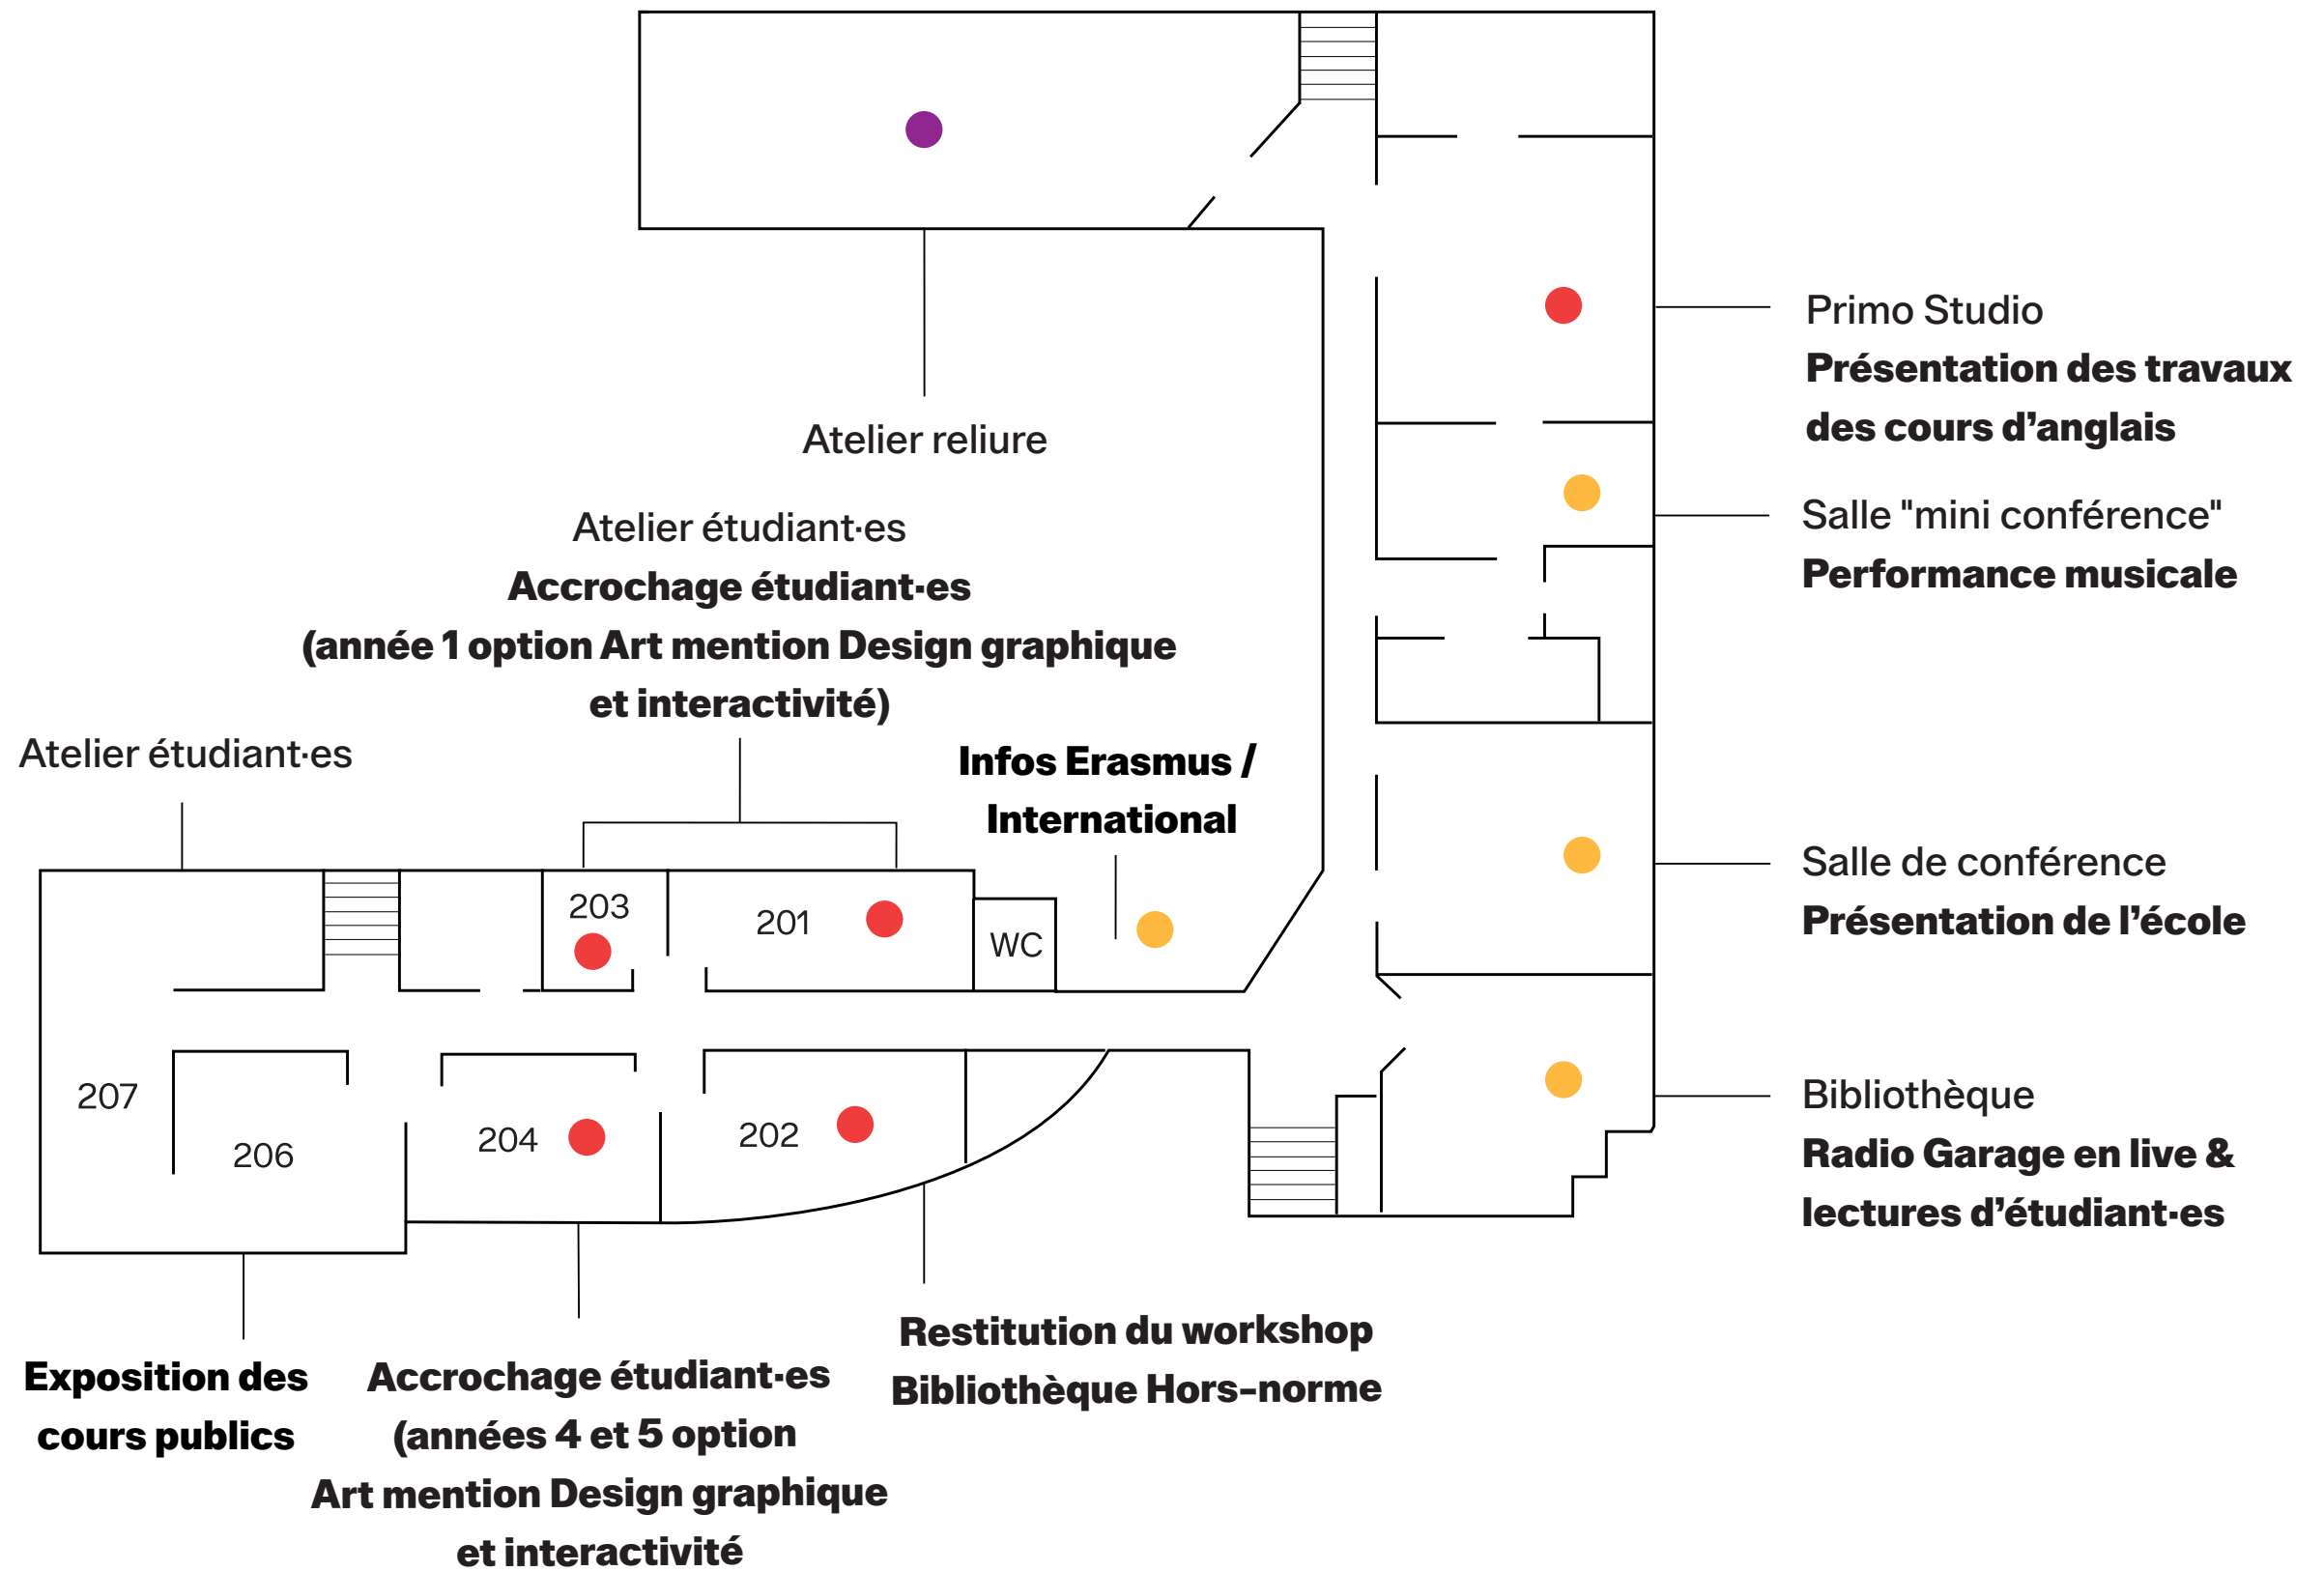 Primo Studio
Présentation des travaux
des cours d’anglais
Atelier reliure
Salle "mini conférence"
Performance musicale
Atelier étudiant·es
Accrochage étudiant·es
(année 1 option Art mention Design graphique
et interactivité)
Atelier étudiant·es
Infos Erasmus /
International
Salle de conférence
Présentation de l’école
203
201
WC
207
206
204
202
Bibliothèque
Radio Garage en live &
lectures d’étudiant·es
Exposition des
cours publics
Accrochage étudiant·es
(années 4 et 5 option
Art mention Design graphique
et interactivité
Restitution du workshop
Bibliothèque Hors-norme